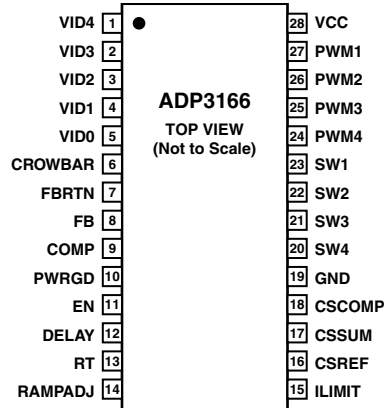 VID4 1
VID3 2
VID2 3
VID1 4
VID0 5
CROWBAR 6
FBRTN 7
FB 8
COMP 9
PWRGD 10
EN 11
DELAY 12
RT 13
RAMPADJ 14
ADP3166
TOP VIEW
(Not to Scale)
28 VCC
27 PWM1
26 PWM2
25 PWM3
24 PWM4
23 SW1
22 SW2
21 SW3
20 SW4
19 GND
18 CSCOMP
17 CSSUM
16 CSREF
15 ILIMIT